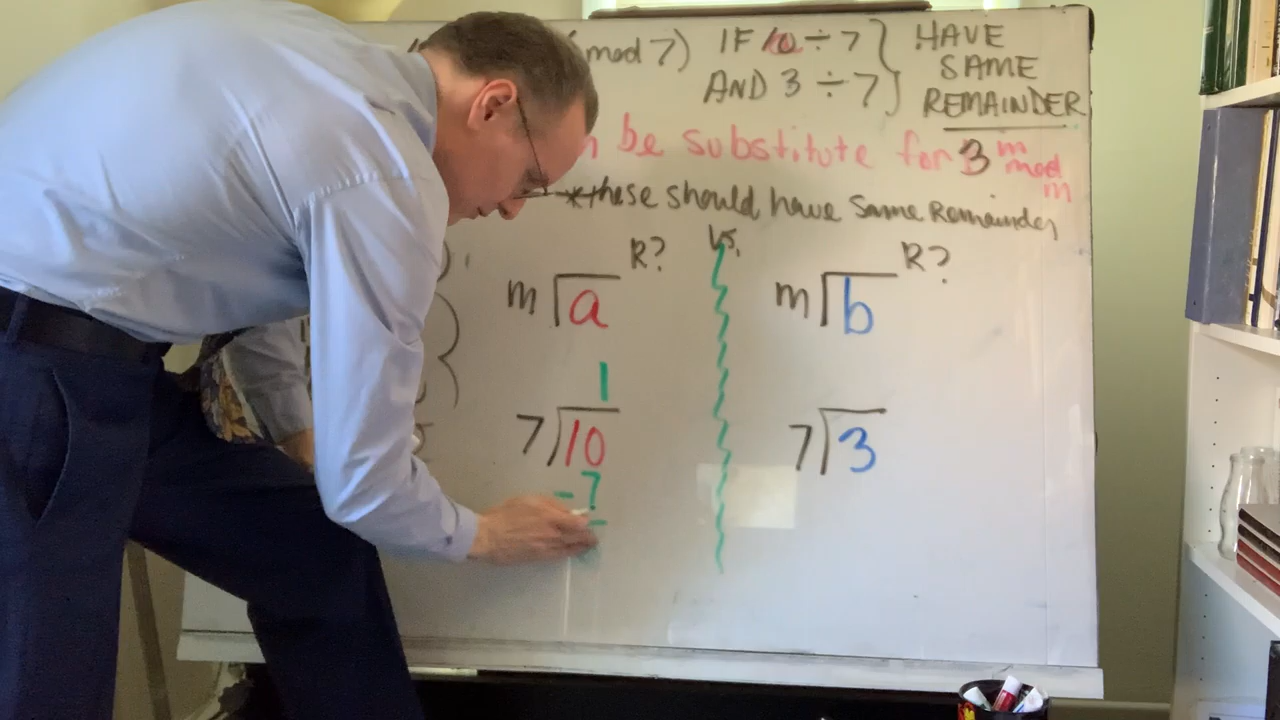 (mod 7) IF 10 ÷ 7
AND 3 ÷ 7
HAVE
SAME
REMAINDER
be substitute for 3 m
mod
m
*these should have Same Remainder
R? vs. R?
m a m b
1
7 10 7 3
-7